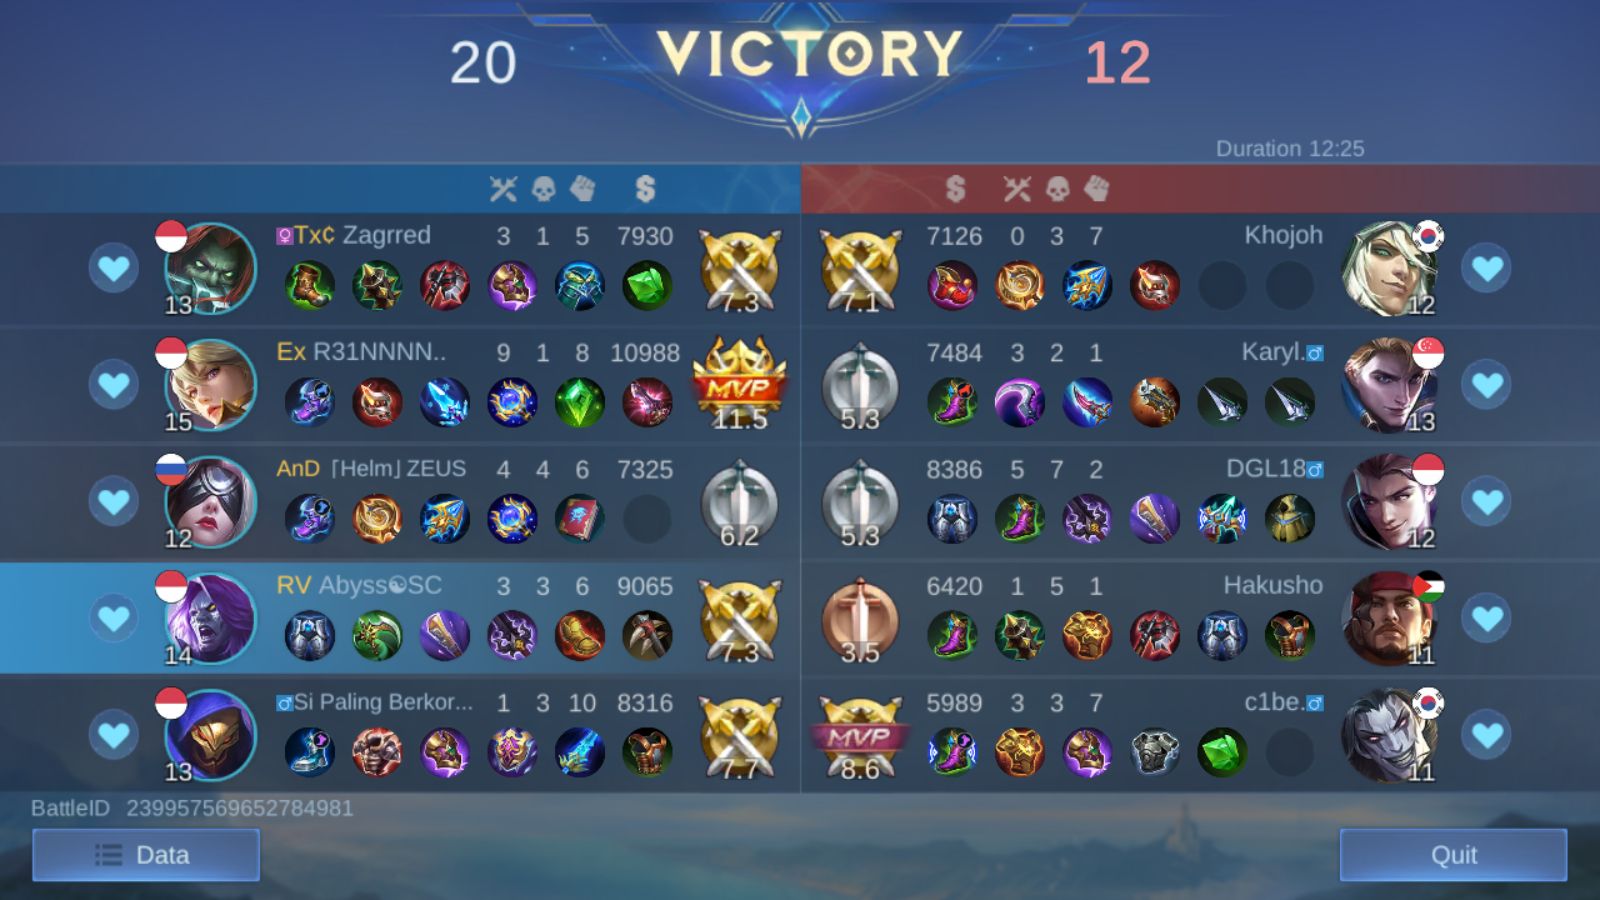 20 VICTORY 12
Duration 12:25
Tx¢ Zagrred 3 1 5 7930 7.3 13
7.1 7126 0 3 7 Khojoh 12
Ex R31NNNN.. 9 1 8 10988 MVP 11.5 15
5.3 7484 3 2 1 Karyl. 13
AnD 「Helm」ZEUS 4 4 6 7325 6.2 12
5.3 8386 5 7 2 DGL18 12
RV Abyss☯SC 3 3 6 9065 7.3 14
3.5 6420 1 5 1 Hakusho 11
Si Paling Berkor... 1 3 10 8316 7.7 13
MVP 8.6 5989 3 3 7 c1be. 11
BattleID 239957569652784981
Data
Quit